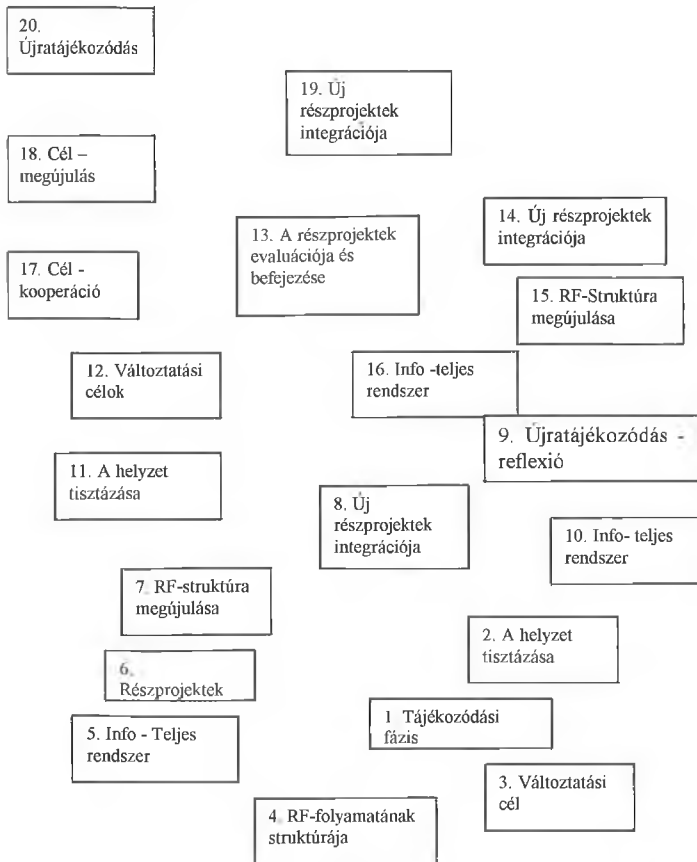 20.
Újratájékozódás
19. Új
részprojektek
integrációja
18. Cél –
megújulás
14. Új részprojektek
integrációja
13. A részprojektek
evaluációja és
befejezése
17. Cél -
kooperáció
15. RF-Struktúra
megújulása
12. Változtatási
célok
16. Info -teljes
rendszer
9. Újratájékozódás -
reflexió
11. A helyzet
tisztázása
8. Új
részprojektek
integrációja
10. Info- teljes
rendszer
7. RF-struktúra
megújulása
2. A helyzet
tisztázása
6.
Részprojektek
1. Tájékozódási
fázis
5. Info - Teljes
rendszer
3. Változtatási
cél
4. RF-folyamatának
struktúrája